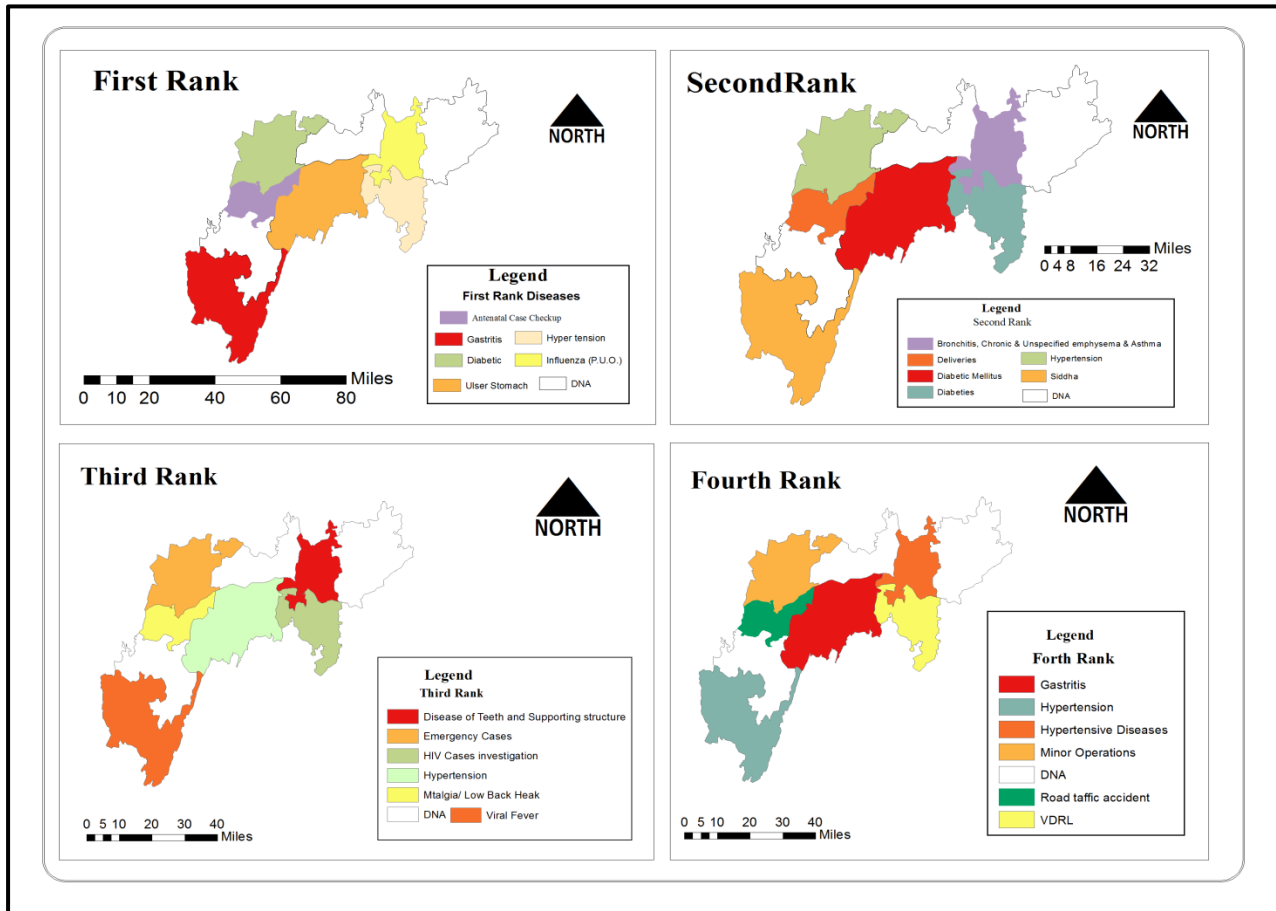 First Rank
NORTH
Legend
First Rank Diseases
Antenatal Case Checkup
Gastritis Hyper tension
Diabetic Influenza (P.U.O.)
Ulser Stomach DNA
Miles
0 10 20 40 60 80
SecondRank
NORTH
Miles
0 4 8 16 24 32
Legend
Second Rank
Bronchitis, Chronic & Unspecified emphysema & Asthma
Deliveries Hypertension
Diabetic Mellitus Siddha
Diabeties DNA
Third Rank
NORTH
Legend
Third Rank
Disease of Teeth and Supporting structure
Emergency Cases
HIV Cases investigation
Hypertension
Mtalgia/ Low Back Heak
DNA Viral Fever
0 5 10 20 30 40
Miles
Fourth Rank
NORTH
Legend
Forth Rank
Gastritis
Hypertension
Hypertensive Diseases
Minor Operations
DNA
Road taffic accident
VDRL
0 5 10 20 30 40
Miles